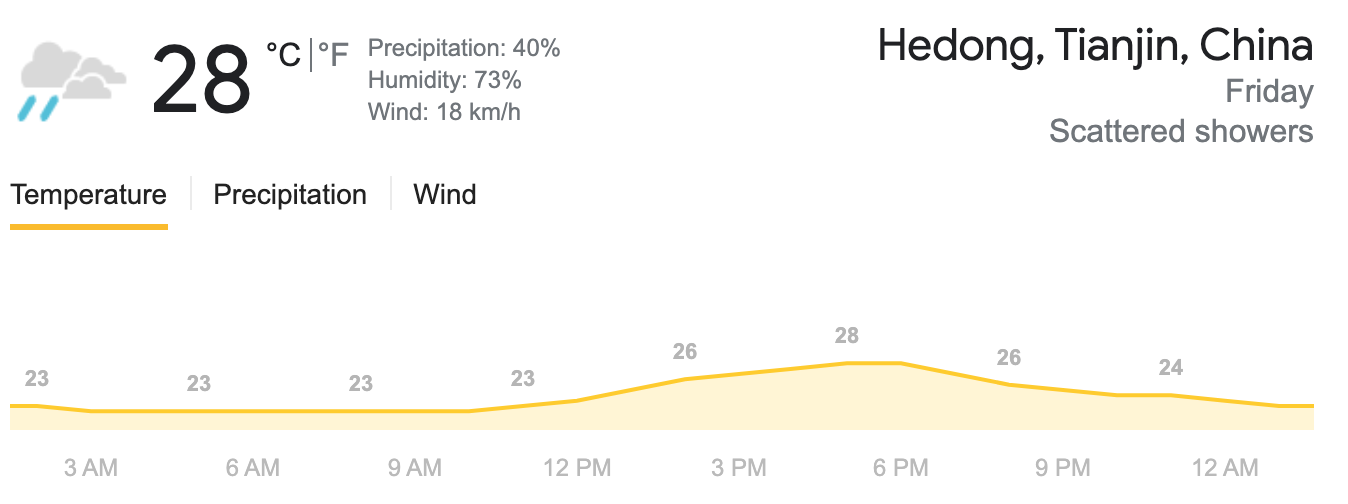 28 °C|°F
Precipitation: 40%
Humidity: 73%
Wind: 18 km/h
Hedong, Tianjin, China
Friday
Scattered showers
Temperature Precipitation Wind
23 23 23 23 26 28 26 24
3 AM 6 AM 9 AM 12 PM 3 PM 6 PM 9 PM 12 AM